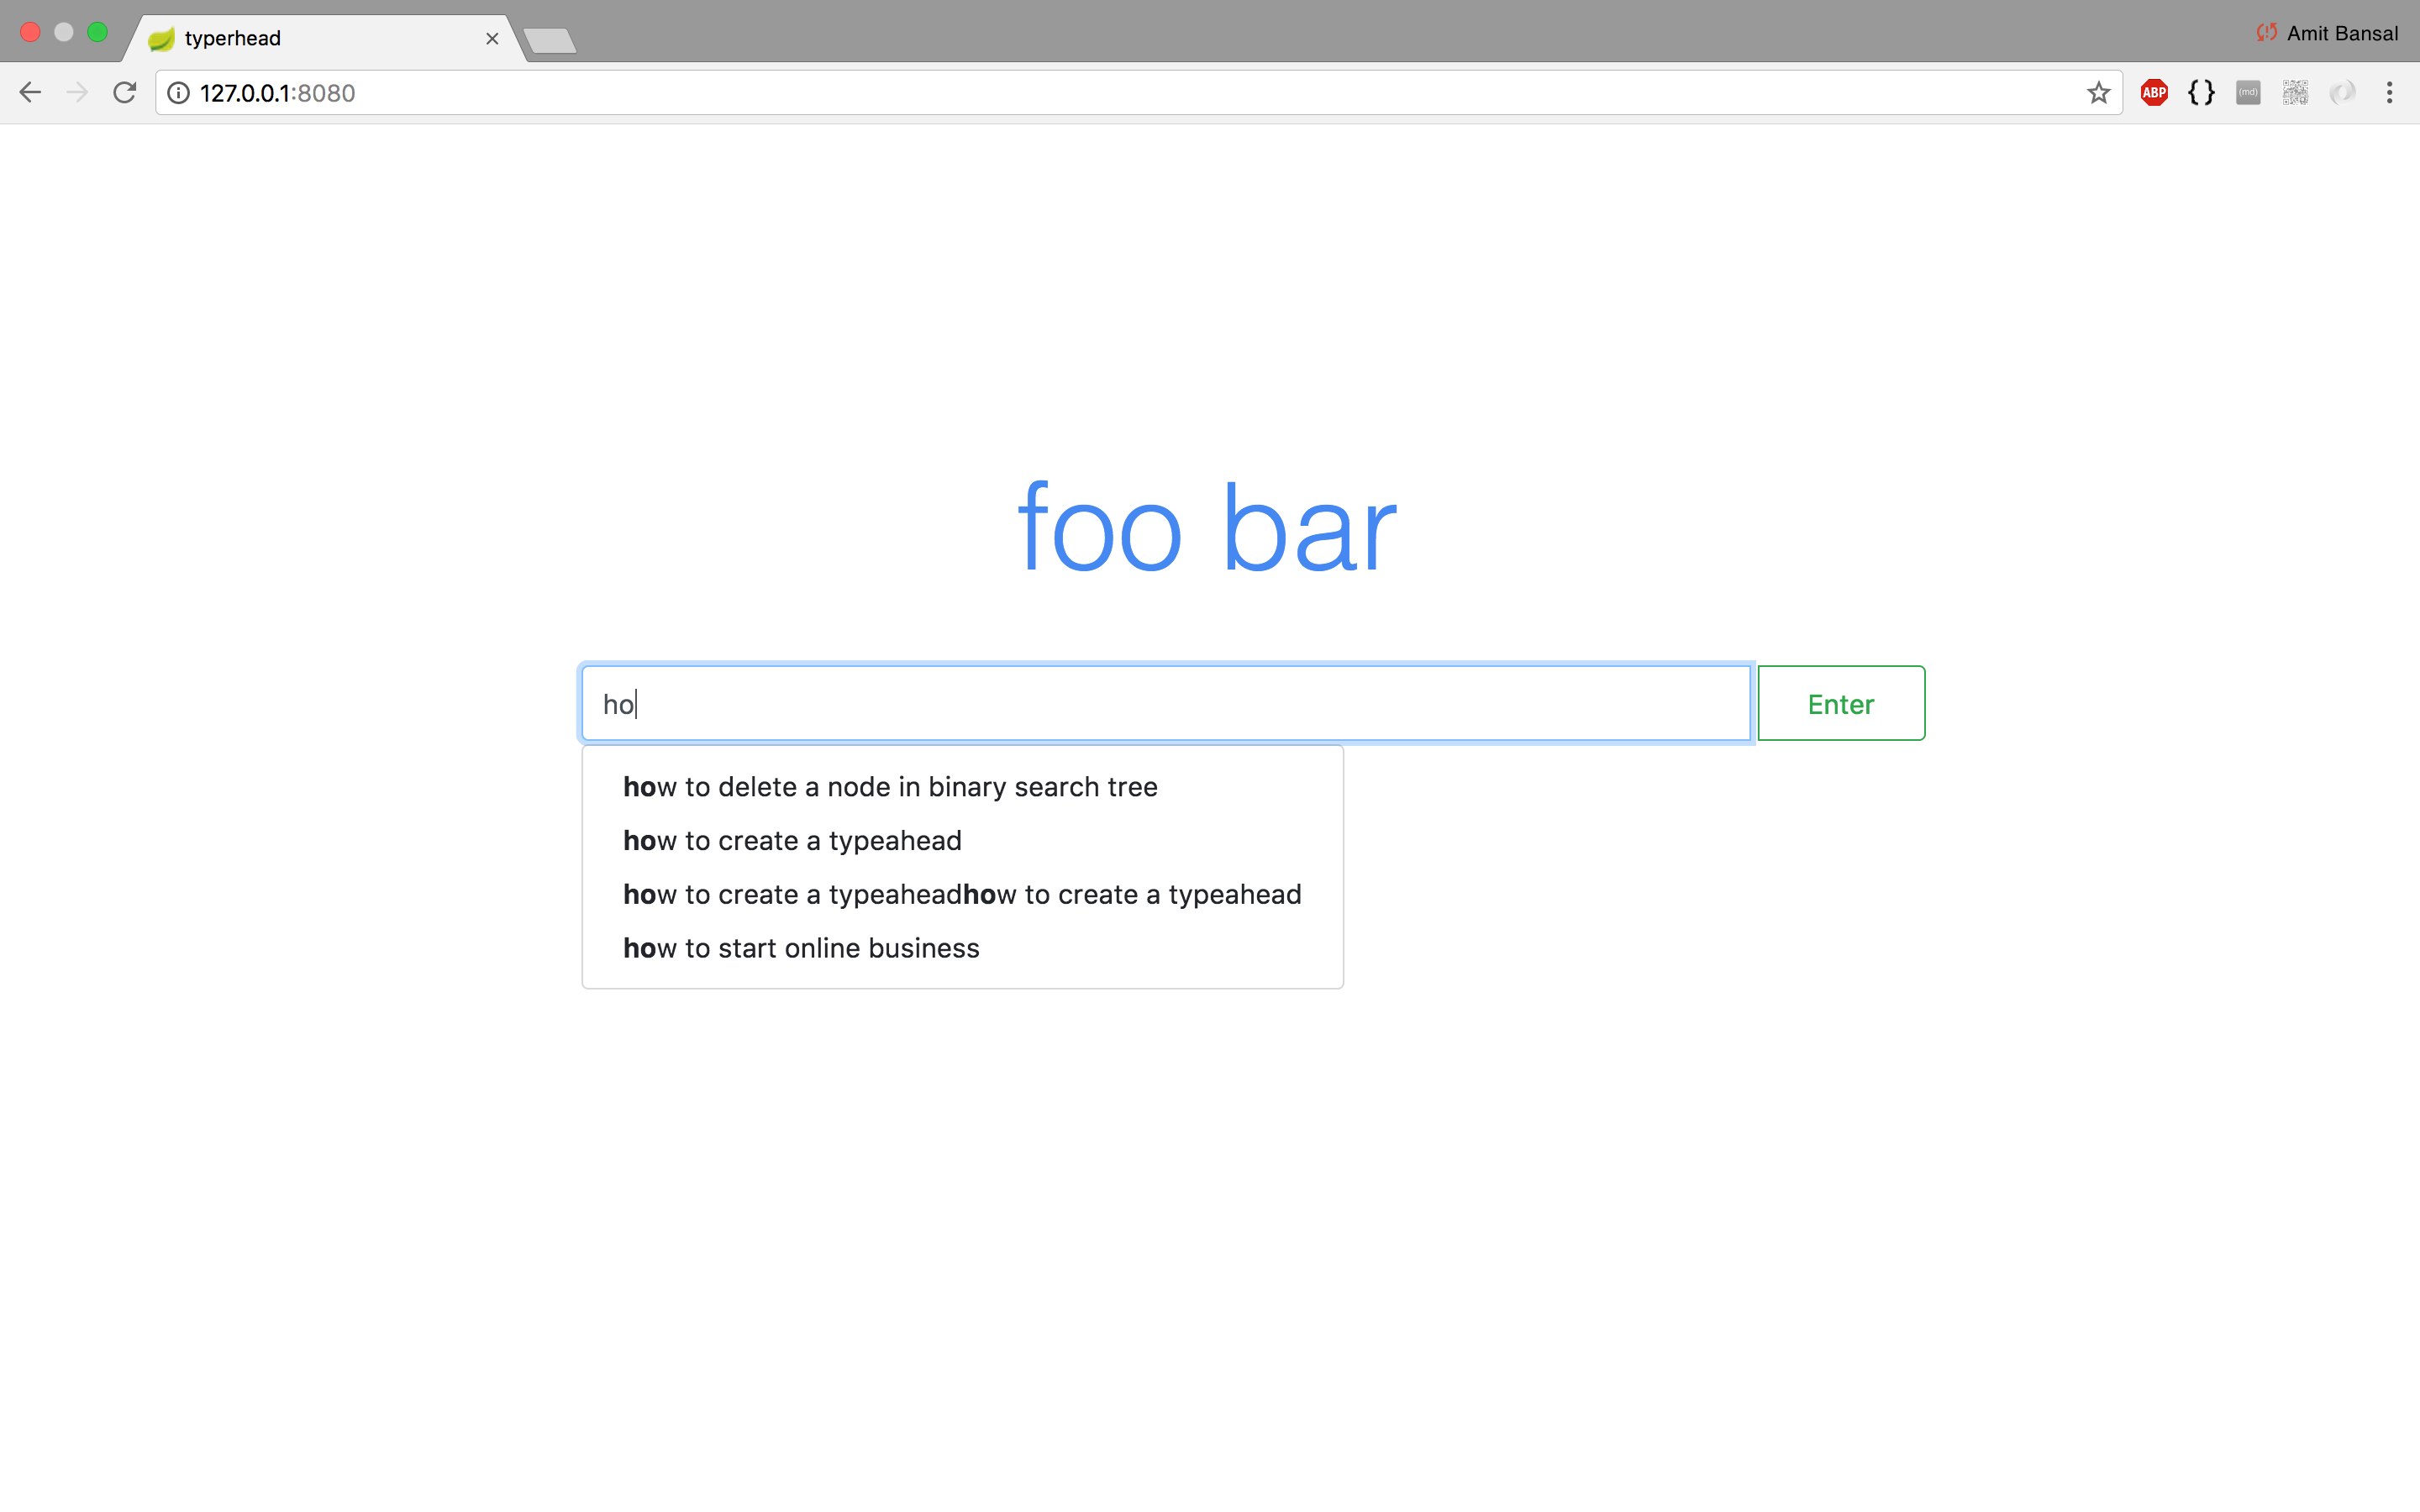 typerhead
Amit Bansal
127.0.0.1:8080
ABP
{}
(md)
foo bar
ho
Enter
how to delete a node in binary search tree
how to create a typeahead
how to create a typeaheadhow to create a typeahead
how to start online business